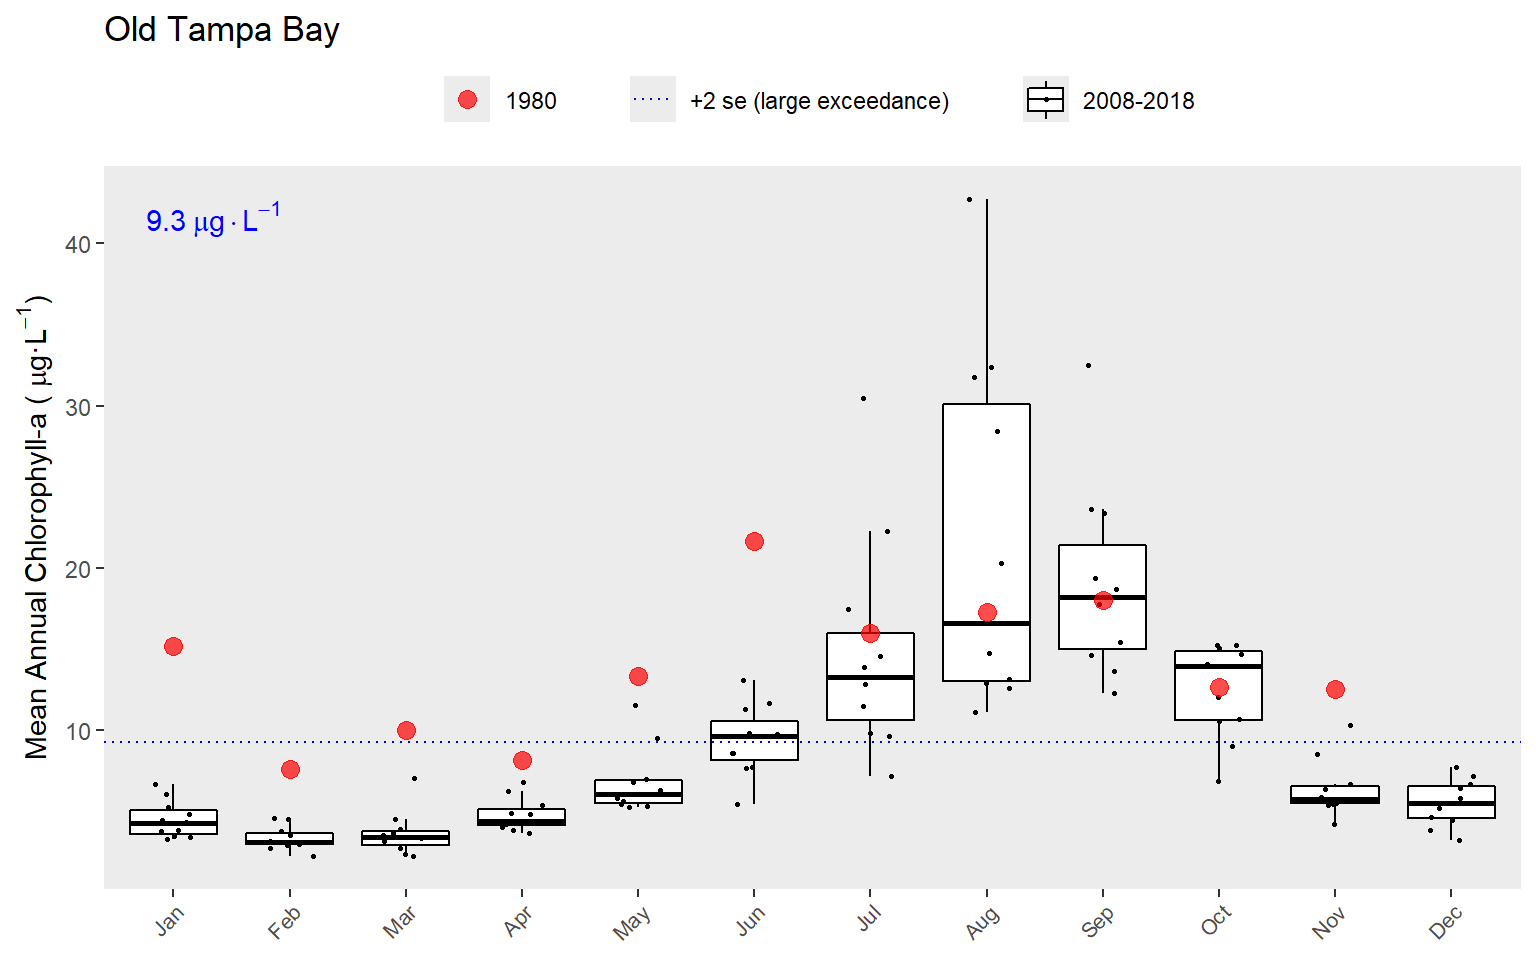 Old Tampa Bay
1980
+2 se (large exceedance)
2008-2018
9.3 μg·L⁻¹
Mean Annual Chlorophyll-a ( μg·L⁻¹)
40
30
20
10
Jan
Feb
Mar
Apr
May
Jun
Jul
Aug
Sep
Oct
Nov
Dec